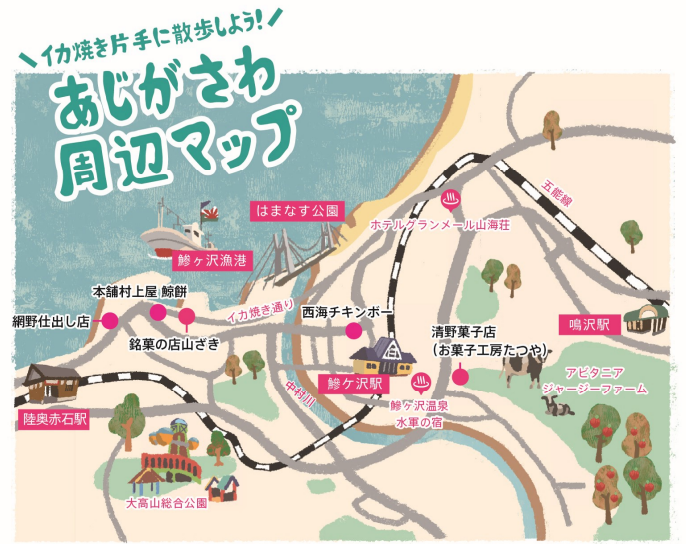 イカ焼き片手に散歩しよう!
あじがさわ
周辺マップ
はまなす公園
鰺ヶ沢漁港
ホテルグランメール山海荘
五能線
本舗村上屋 鯨餅
網野仕出し店
銘菓の店山ざき
イカ焼き通り
西海チキンボー
清野菓子店
(お菓子工房たつや)
鳴沢駅
鰺ケ沢駅
中村川
鰺ヶ沢温泉
水軍の宿
アビタニア
ジャージーファーム
陸奥赤石駅
大高山総合公園